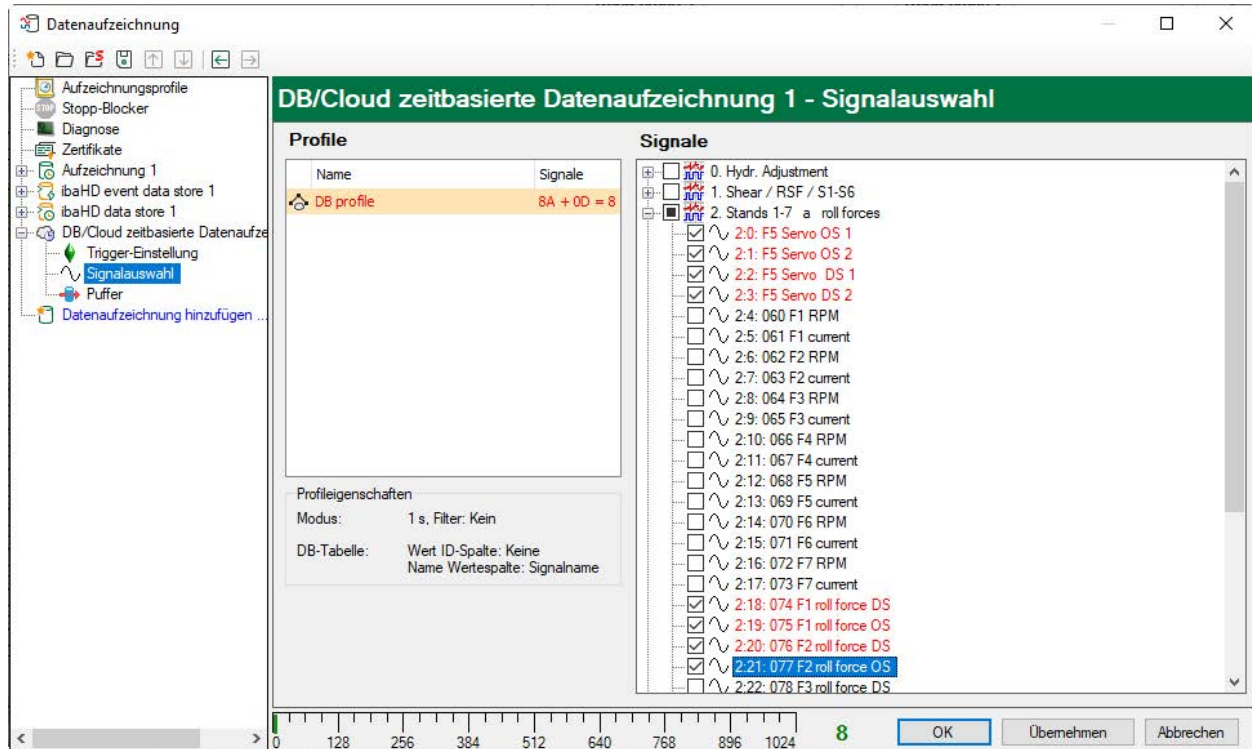 Datenaufzeichnung
Aufzeichnungsprofile
STOP Stopp-Blocker
Diagnose
Zertifikate
Aufzeichnung 1
ibaHD event data store 1
ibaHD data store 1
DB/Cloud zeitbasierte Datenaufze
Trigger-Einstellung
Signalauswahl
Puffer
Datenaufzeichnung hinzufügen ...
DB/Cloud zeitbasierte Datenaufzeichnung 1 - Signalauswahl
Profile
Name Signale
DB profile 8A + 0D = 8
Profileigenschaften
Modus: 1 s, Filter: Kein
DB-Tabelle: Wert ID-Spalte: Keine
Name Wertespalte: Signalname
Signale
0. Hydr. Adjustment
1. Shear / RSF / S1-S6
2. Stands 1-7 a roll forces
2:0: F5 Servo OS 1
2:1: F5 Servo OS 2
2:2: F5 Servo DS 1
2:3: F5 Servo DS 2
2:4: 060 F1 RPM
2:5: 061 F1 current
2:6: 062 F2 RPM
2:7: 063 F2 current
2:8: 064 F3 RPM
2:9: 065 F3 current
2:10: 066 F4 RPM
2:11: 067 F4 current
2:12: 068 F5 RPM
2:13: 069 F5 current
2:14: 070 F6 RPM
2:15: 071 F6 current
2:16: 072 F7 RPM
2:17: 073 F7 current
2:18: 074 F1 roll force DS
2:19: 075 F1 roll force OS
2:20: 076 F2 roll force DS
2:21: 077 F2 roll force OS
2:22: 078 F3 roll force DS
0 128 256 384 512 640 768 896 1024
8
OK Übernehmen Abbrechen